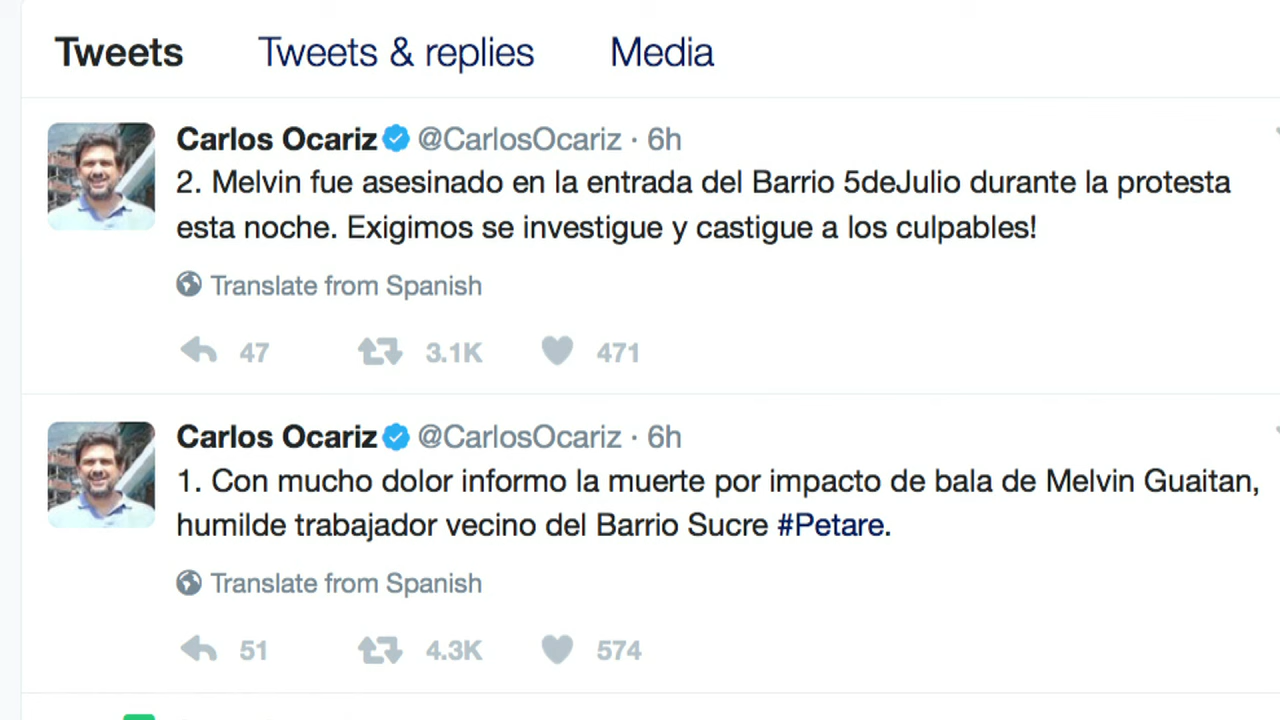 Tweets Tweets & replies Media
Carlos Ocariz @CarlosOcariz · 6h
2. Melvin fue asesinado en la entrada del Barrio 5deJulio durante la protesta
esta noche. Exigimos se investigue y castigue a los culpables!
Translate from Spanish
47 3.1K 471
Carlos Ocariz @CarlosOcariz · 6h
1. Con mucho dolor informo la muerte por impacto de bala de Melvin Guaitan,
humilde trabajador vecino del Barrio Sucre #Petare.
Translate from Spanish
51 4.3K 574